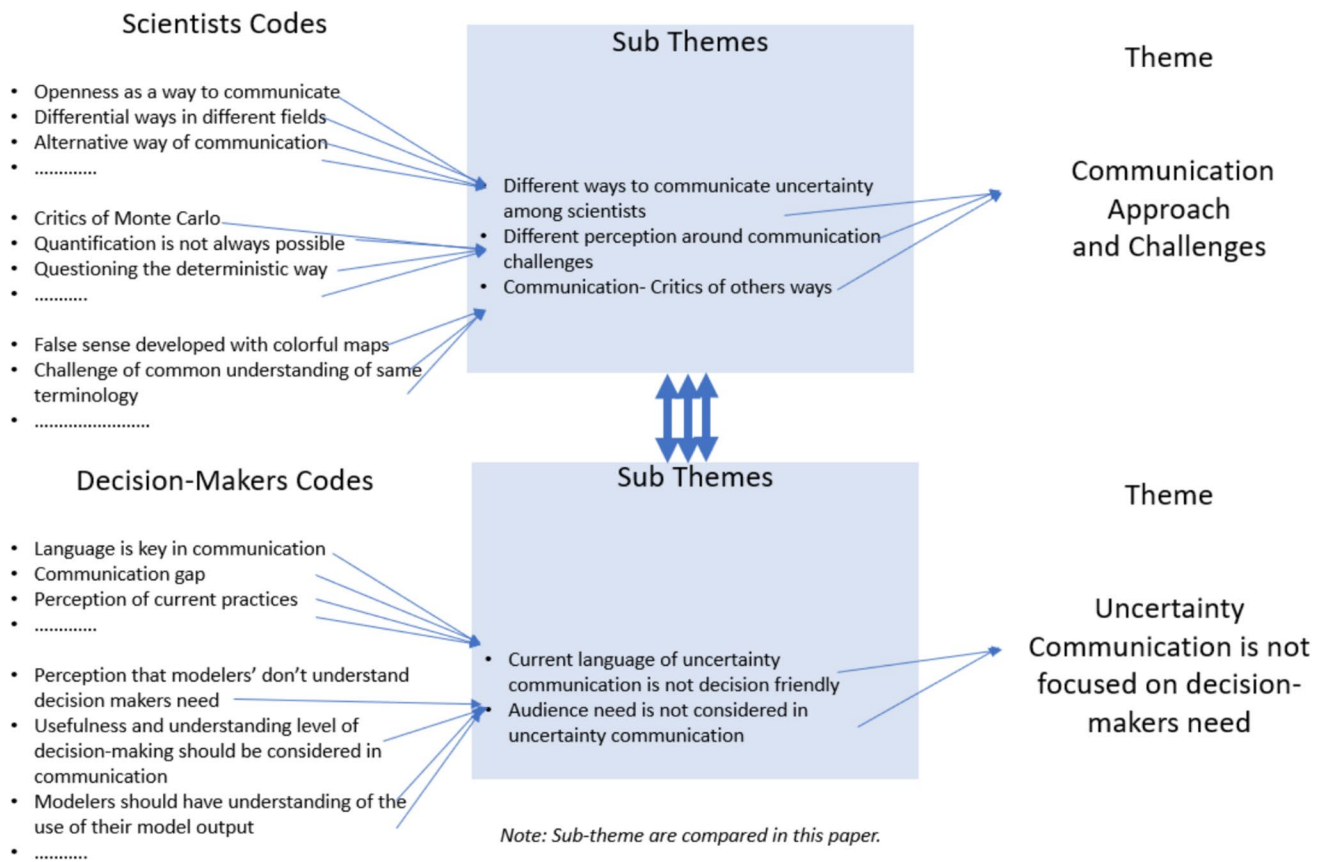 Scientists Codes
• Openness as a way to communicate
• Differential ways in different fields
• Alternative way of communication
• .............
• Critics of Monte Carlo
• Quantification is not always possible
• Questioning the deterministic way
• ...........
• False sense developed with colorful maps
• Challenge of common understanding of same
terminology
• .......................
Sub Themes
• Different ways to communicate uncertainty
among scientists
• Different perception around communication
challenges
• Communication- Critics of others ways
Theme
Communication
Approach
and Challenges
Decision-Makers Codes
• Language is key in communication
• Communication gap
• Perception of current practices
• .............
• Perception that modelers’ don’t understand
decision makers need
• Usefulness and understanding level of
decision-making should be considered in
communication
• Modelers should have understanding of the
use of their model output
• ...........
Sub Themes
• Current language of uncertainty
communication is not decision friendly
• Audience need is not considered in
uncertainty communication
Theme
Uncertainty
Communication is not
focused on decision-
makers need
Note: Sub-theme are compared in this paper.